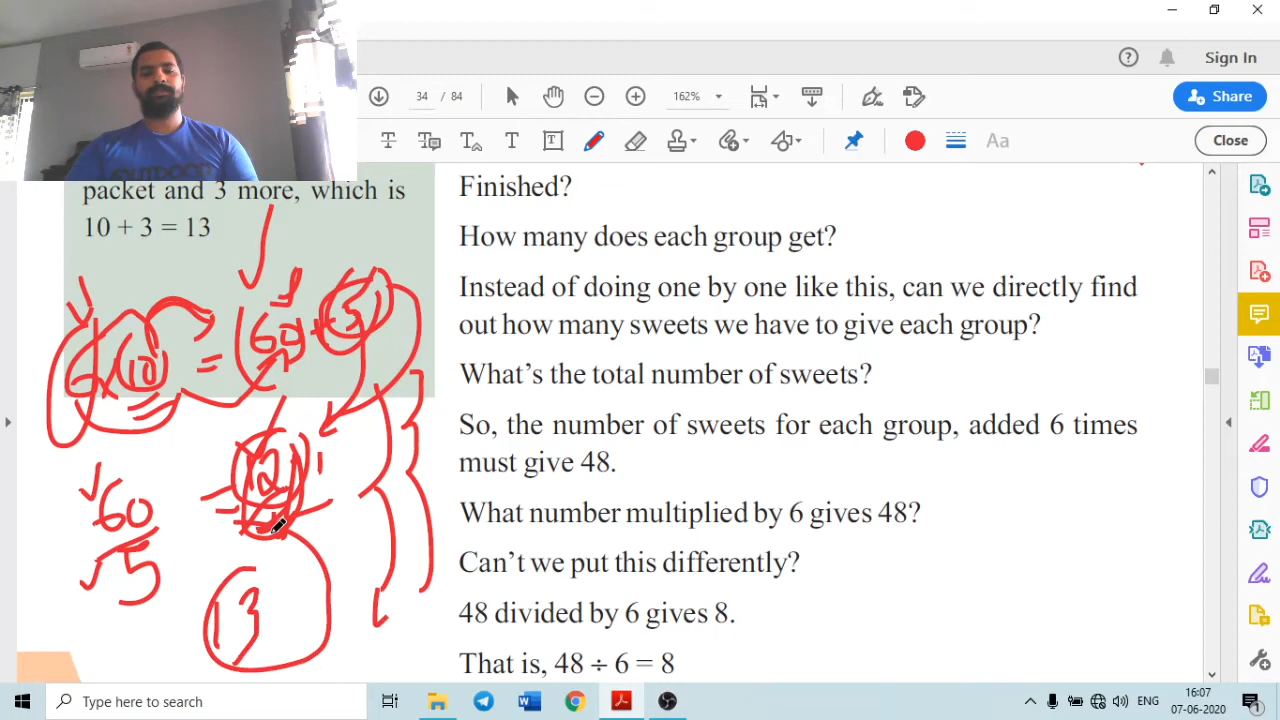 Sign In
34 / 84
162%
Share
Aa
Close
packet and 3 more, which is
10 + 3 = 13
Finished?
How many does each group get?
Instead of doing one by one like this, can we directly find
out how many sweets we have to give each group?
What's the total number of sweets?
So, the number of sweets for each group, added 6 times
must give 48.
What number multiplied by 6 gives 48?
Can't we put this differently?
48 divided by 6 gives 8.
That is, 48 ÷ 6 = 8
10 = (60) + 5
12
60
5
13
Type here to search
ENG
16:07
07-06-2020